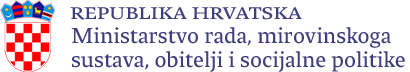 REPUBLIKA HRVATSKA
Ministarstvo rada, mirovinskoga
sustava, obitelji i socijalne politike